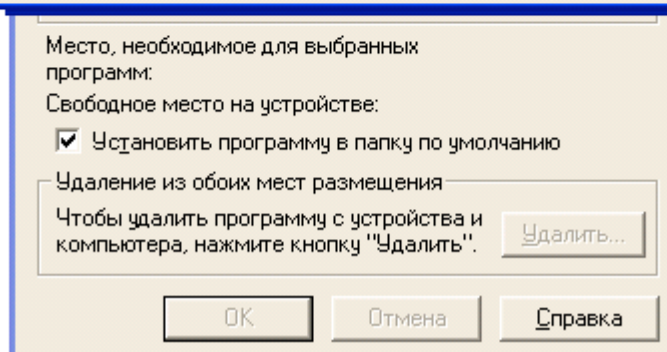 Место, необходимое для выбранных
программ:
Свободное место на устройстве:
Установить программу в папку по умолчанию
Удаление из обоих мест размещения
Чтобы удалить программу с устройства и
компьютера, нажмите кнопку "Удалить".
Удалить...
OK
Отмена
Справка